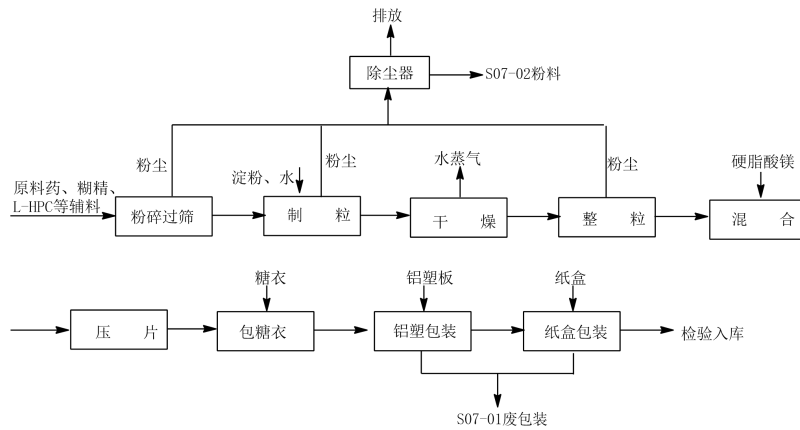 排放
除尘器
S07-02粉料
粉尘
粉尘
水蒸气
粉尘
硬脂酸镁
淀粉、水
原料药、糊精、
L-HPC等辅料
粉碎过筛
制 粒
干 燥
整 粒
混 合
糖衣
铝塑板
纸盒
压 片
包糖衣
铝塑包装
纸盒包装
检验入库
S07-01废包装